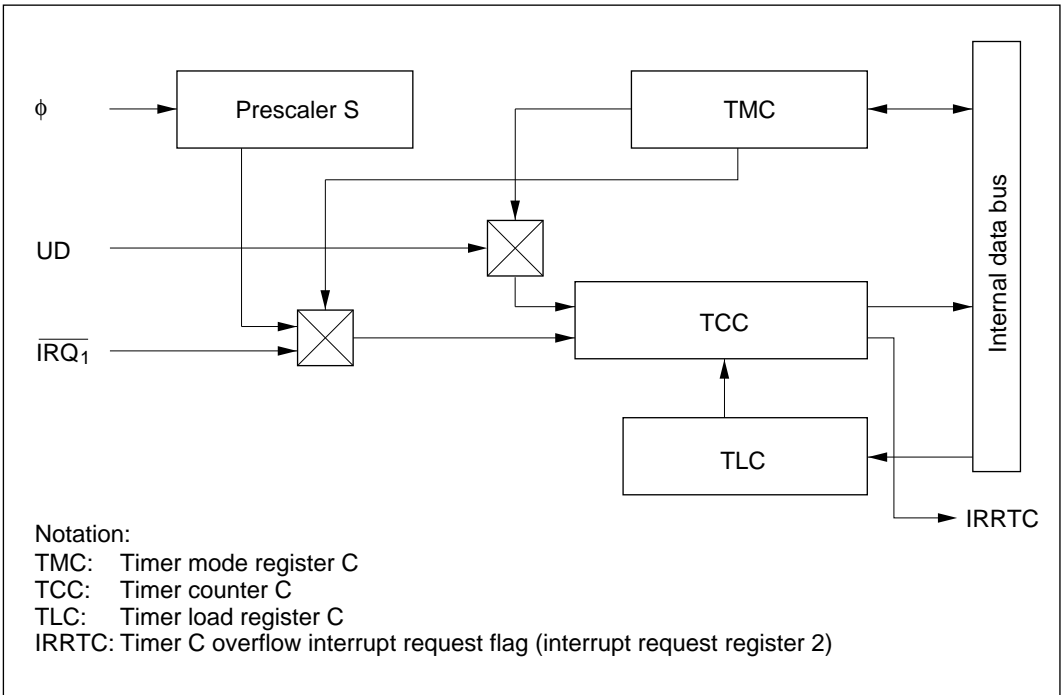 ϕ
Prescaler S
TMC
UD
TCC
IRQ1
TLC
Internal data bus
IRRTC
Notation:
TMC: Timer mode register C
TCC: Timer counter C
TLC: Timer load register C
IRRTC: Timer C overflow interrupt request flag (interrupt request register 2)